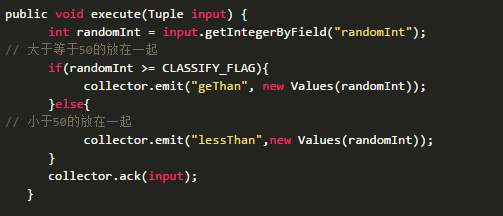 public void execute(Tuple input) {
int randomInt = input.getIntegerByField("randomInt");
// 大于等于50的放在一起
if(randomInt >= CLASSIFY_FLAG){
collector.emit("geThan", new Values(randomInt));
}else{
// 小于50的放在一起
collector.emit("lessThan",new Values(randomInt));
}
collector.ack(input);
}